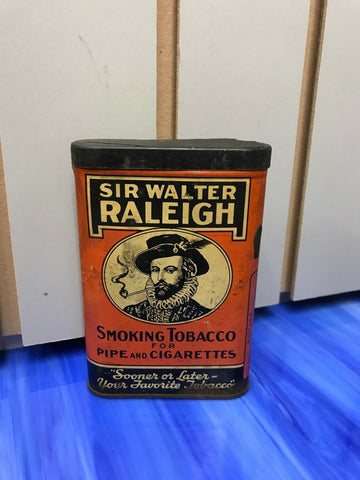 SIR WALTER
RALEIGH
SMOKING TOBACCO
FOR
PIPE AND CIGARETTES
"Sooner or Later-
Your Favorite Tobacco"